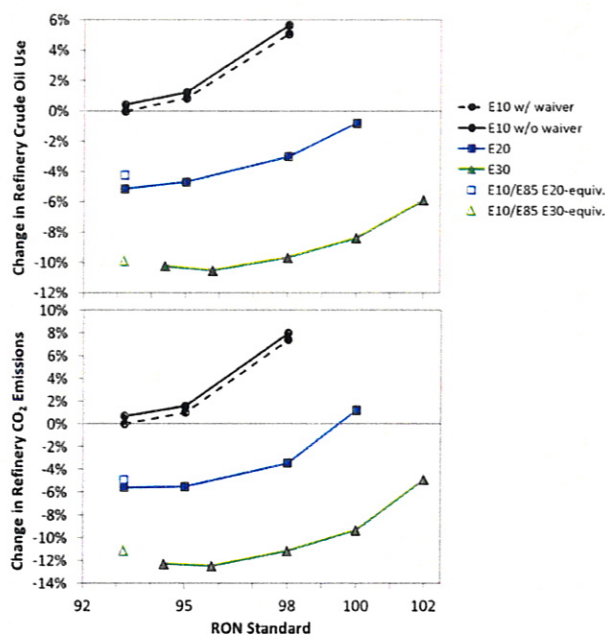 Change in Refinery Crude Oil Use
6%
4%
2%
0%
-2%
-4%
-6%
-8%
-10%
-12%
E10 w/ waiver
E10 w/o waiver
E20
E30
E10/E85 E20-equiv.
E10/E85 E30-equiv.
Change in Refinery CO₂ Emissions
10%
8%
6%
4%
2%
0%
-2%
-4%
-6%
-8%
-10%
-12%
-14%
92 95 98 100 102
RON Standard